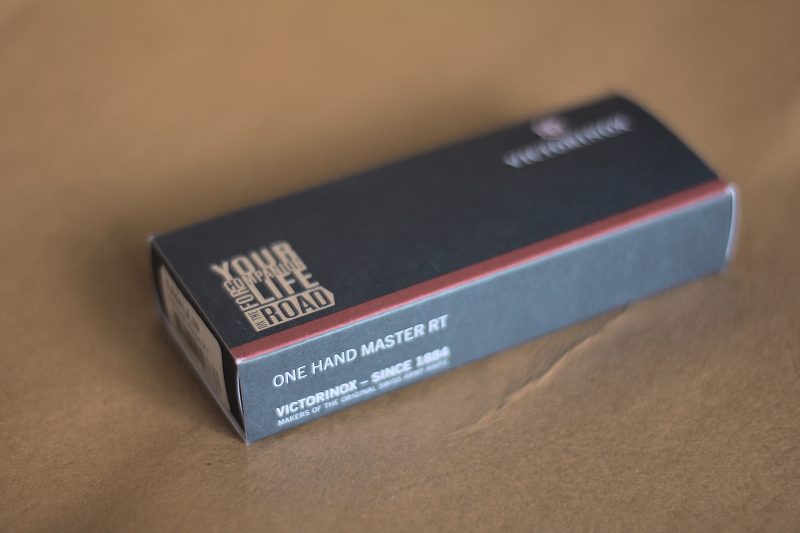 VICTORINOX
YOUR
COMPANION
FOR LIFE
ON THE ROAD
ONE HAND MASTER RT
VICTORINOX – SINCE 1884
MAKERS OF THE ORIGINAL SWISS ARMY KNIFE